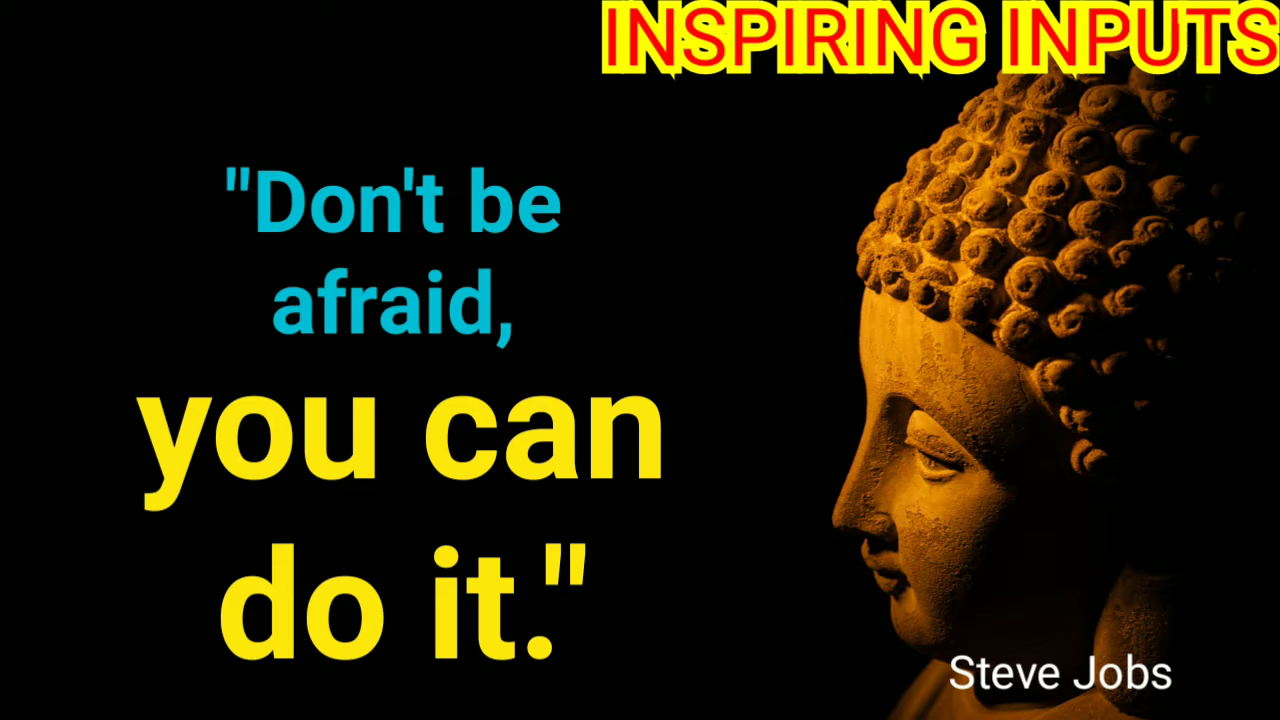 INSPIRING INPUTS
"Don't be
afraid,
you can
do it."
Steve Jobs